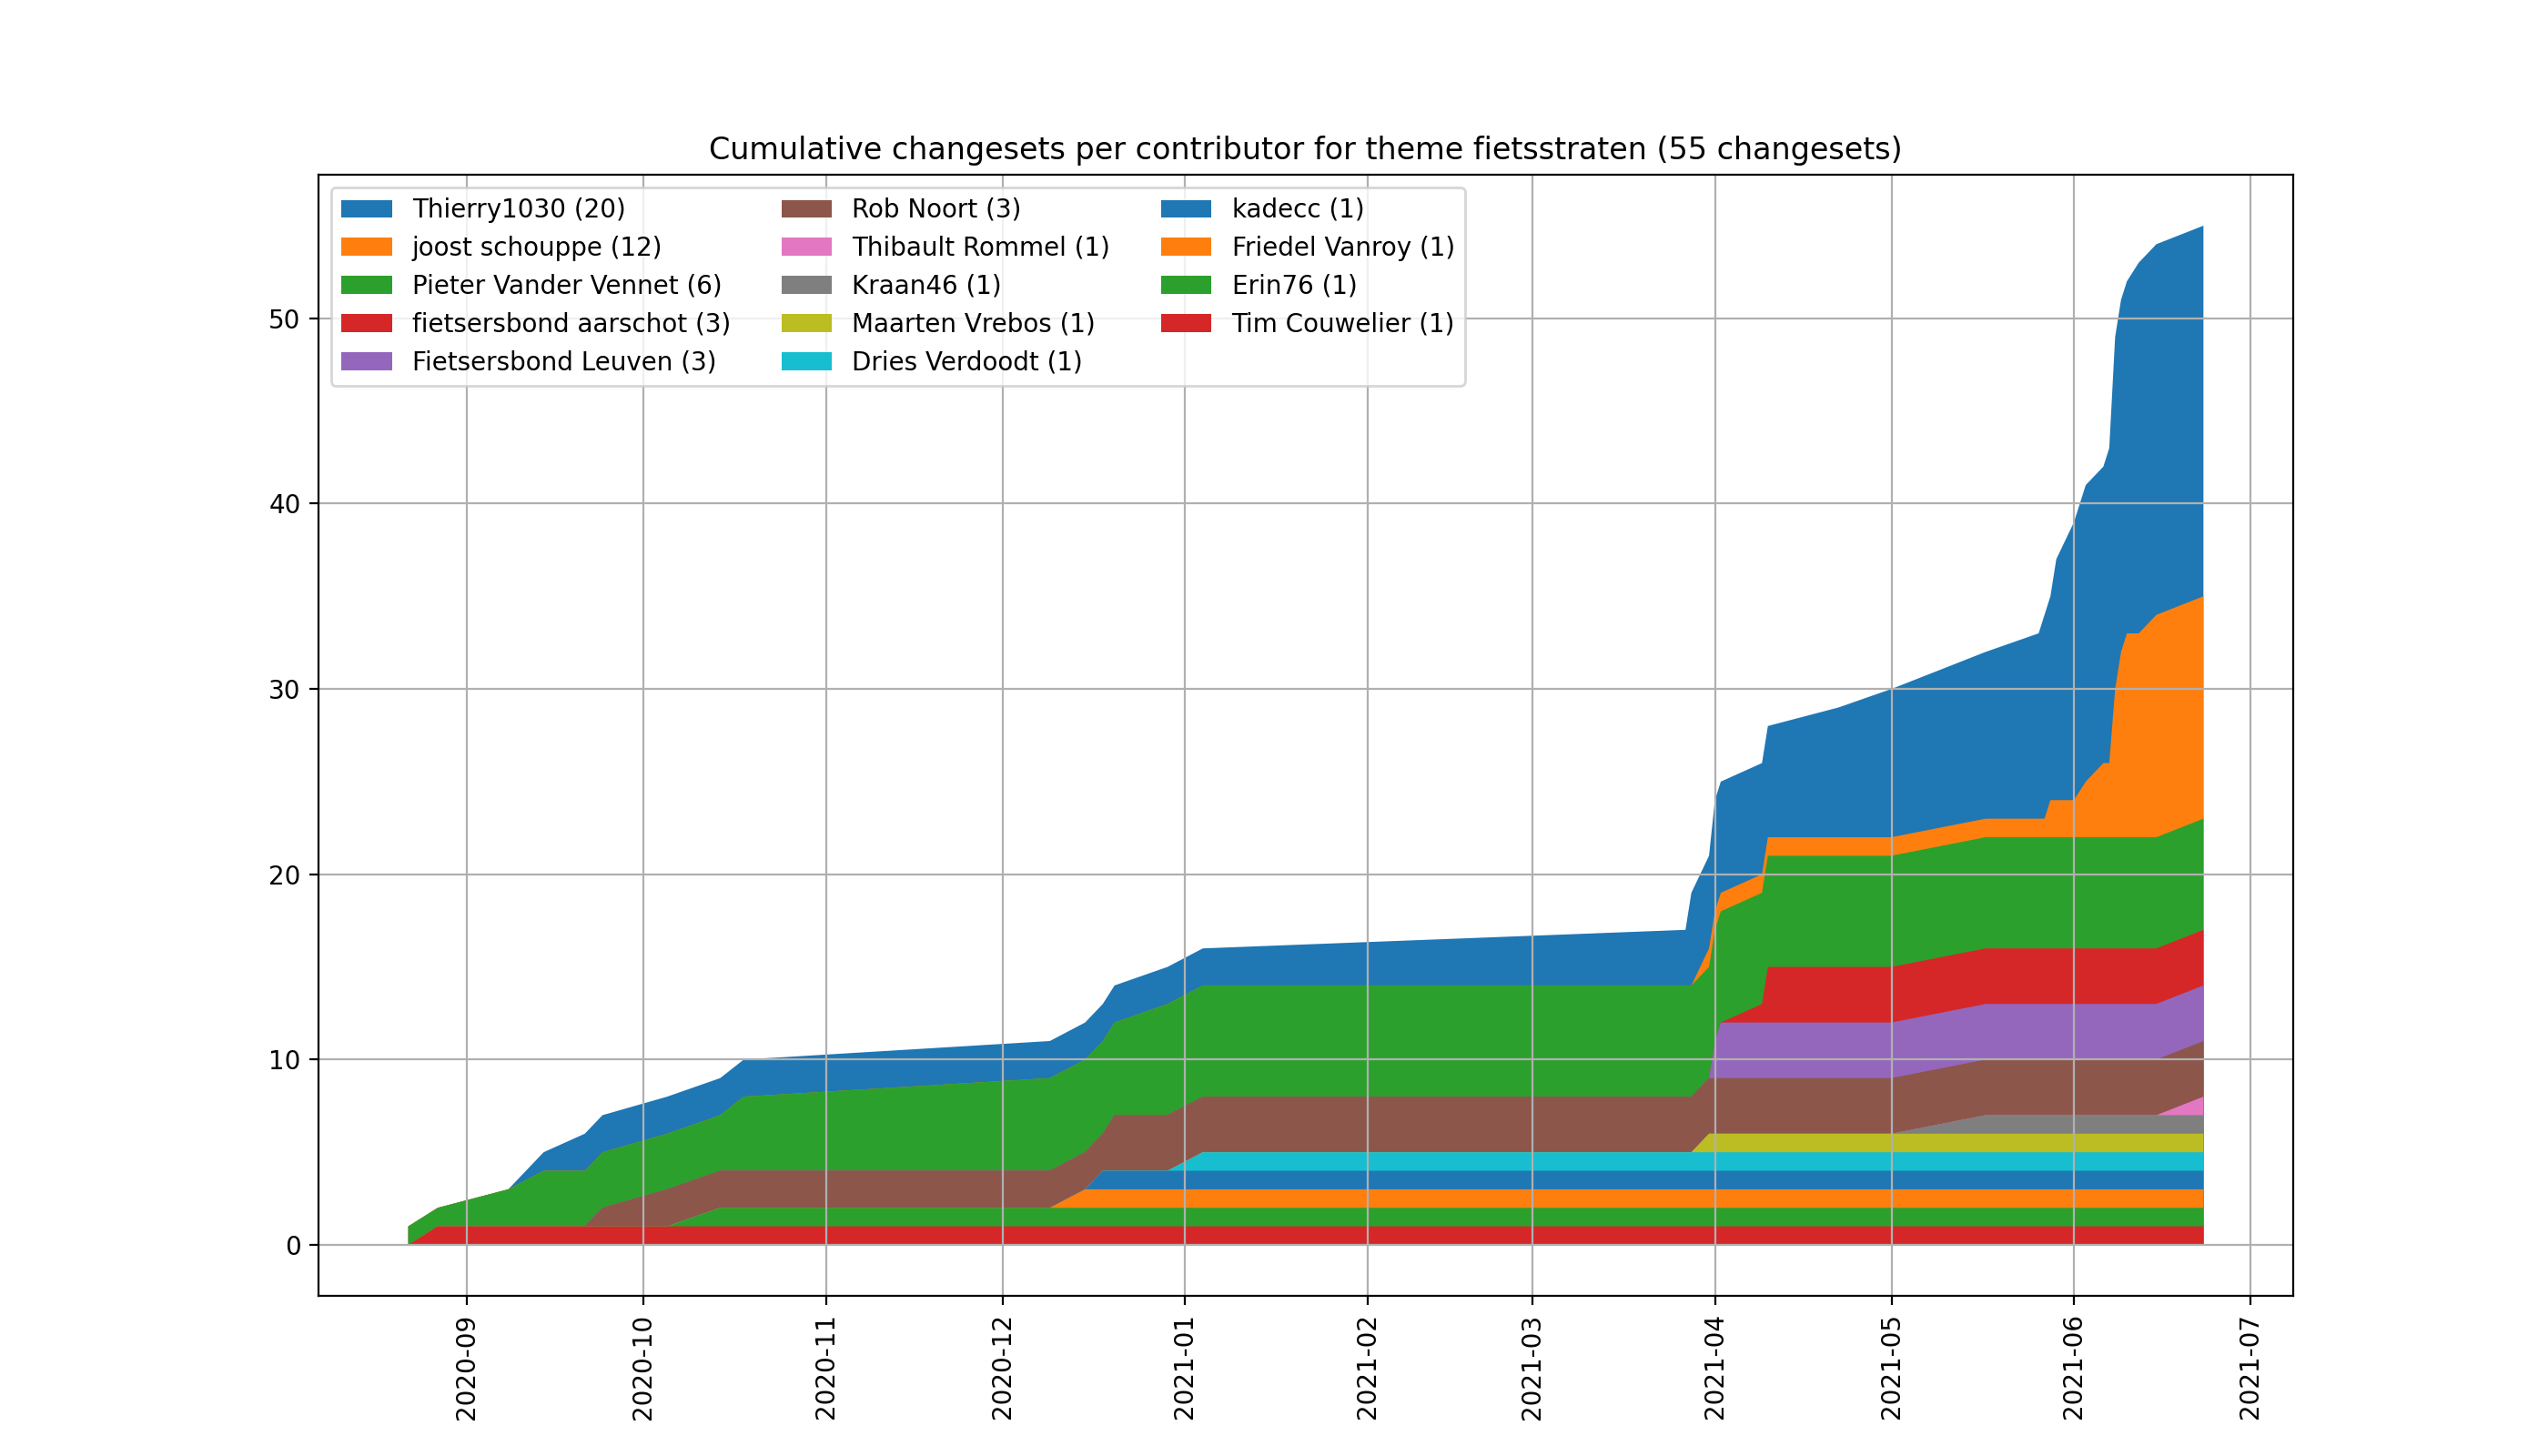 Cumulative changesets per contributor for theme fietsstraten (55 changesets)
Thierry1030 (20)
joost schouppe (12)
Pieter Vander Vennet (6)
fietsersbond aarschot (3)
Fietsersbond Leuven (3)
Rob Noort (3)
Thibault Rommel (1)
Kraan46 (1)
Maarten Vrebos (1)
Dries Verdoodt (1)
kadecc (1)
Friedel Vanroy (1)
Erin76 (1)
Tim Couwelier (1)
50
40
30
20
10
0
2020-09
2020-10
2020-11
2020-12
2021-01
2021-02
2021-03
2021-04
2021-05
2021-06
2021-07